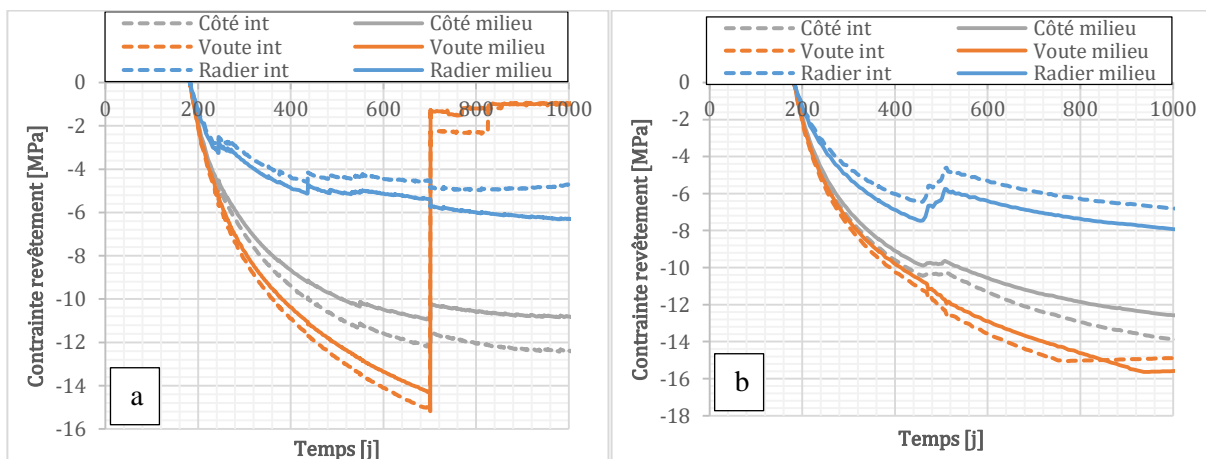 Côté int Côté milieu
Voute int Voute milieu
Radier int Radier milieu
0 200 400 600 800 1000
0
-2
-4
-6
-8
-10
-12
-14
-16
Contrainte revêtement [MPa]
Temps [j]
a
Côté int Côté milieu
Voute int Voute milieu
Radier int Radier milieu
0 200 400 600 800 1000
0
-2
-4
-6
-8
-10
-12
-14
-16
-18
Contrainte revêtement [MPa]
Temps [j]
b